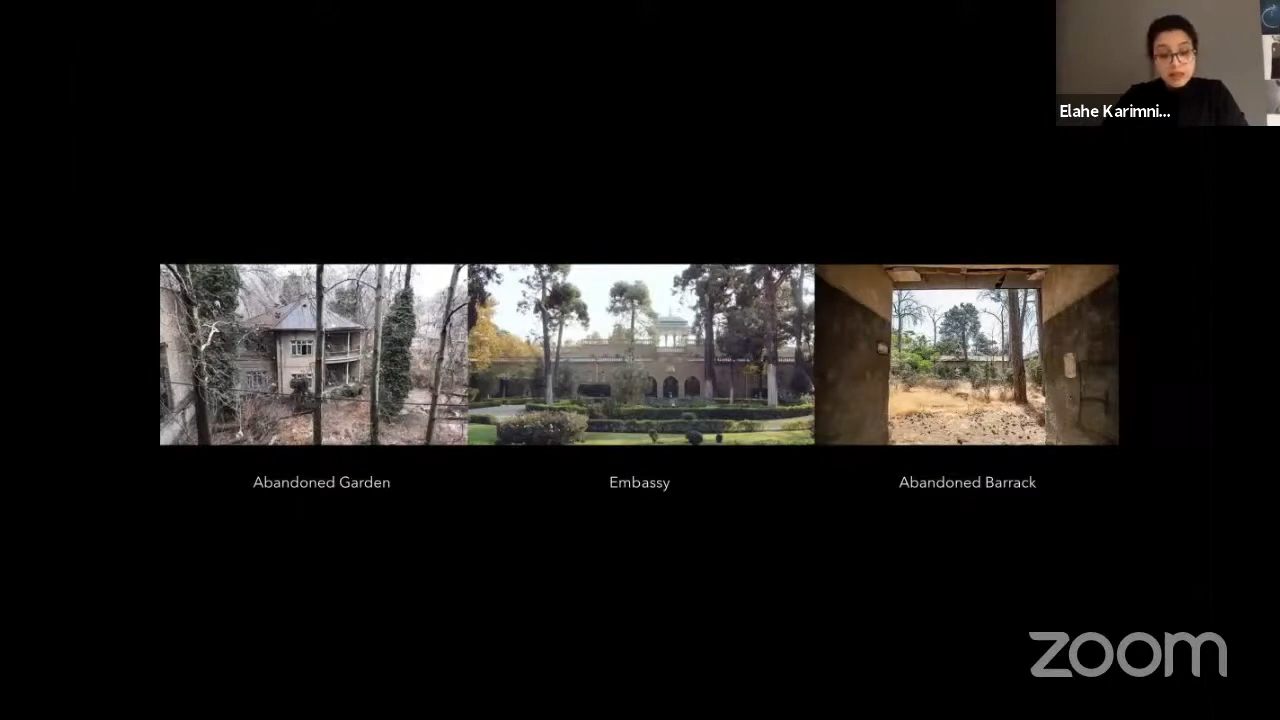 Elahe Karimni...
Abandoned Garden
Embassy
Abandoned Barrack
zoom